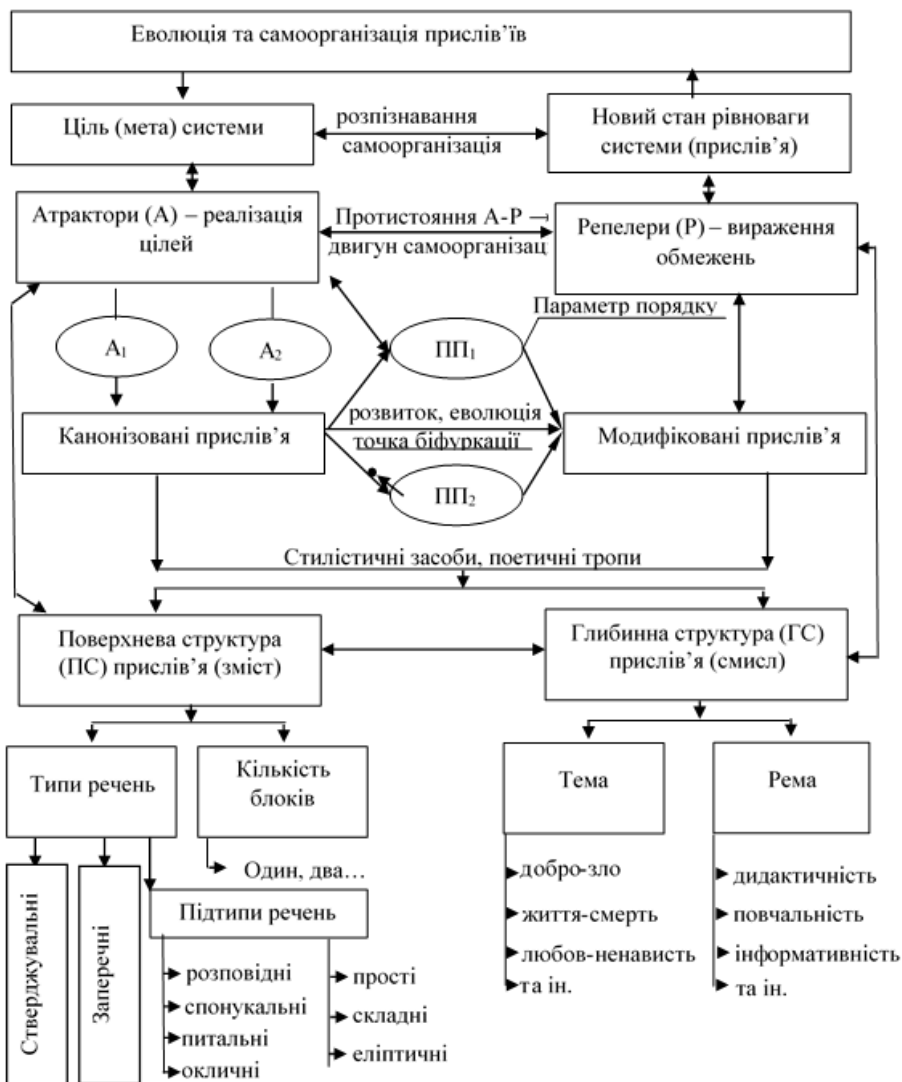 Еволюція та самоорганізація прислів’їв
Ціль (мета) системи
розпізнавання
самоорганізація
Новий стан рівноваги
системи (прислів’я)
Атрактори (А) – реалізація
цілей
Протистояння А-Р →
двигун самоорганізац
Репелери (Р) – вираження
обмежень
Параметр порядку
А1
А2
ПП1
Канонізовані прислів’я
розвиток, еволюція
точка біфуркації
Модифіковані прислів’я
ПП2
Стилістичні засоби, поетичні тропи
Поверхнева структура
(ПС) прислів’я (зміст)
Глибинна структура (ГС)
прислів’я (смисл)
Типи речень
Кількість
блоків
Тема
Рема
Один, два…
Стверджувальні
Заперечні
Підтипи речень
розповідні
спонукальні
питальні
окличні
прості
складні
еліптичні
добро-зло
життя-смерть
любов-ненависть
та ін.
дидактичність
повчальність
інформативність
та ін.